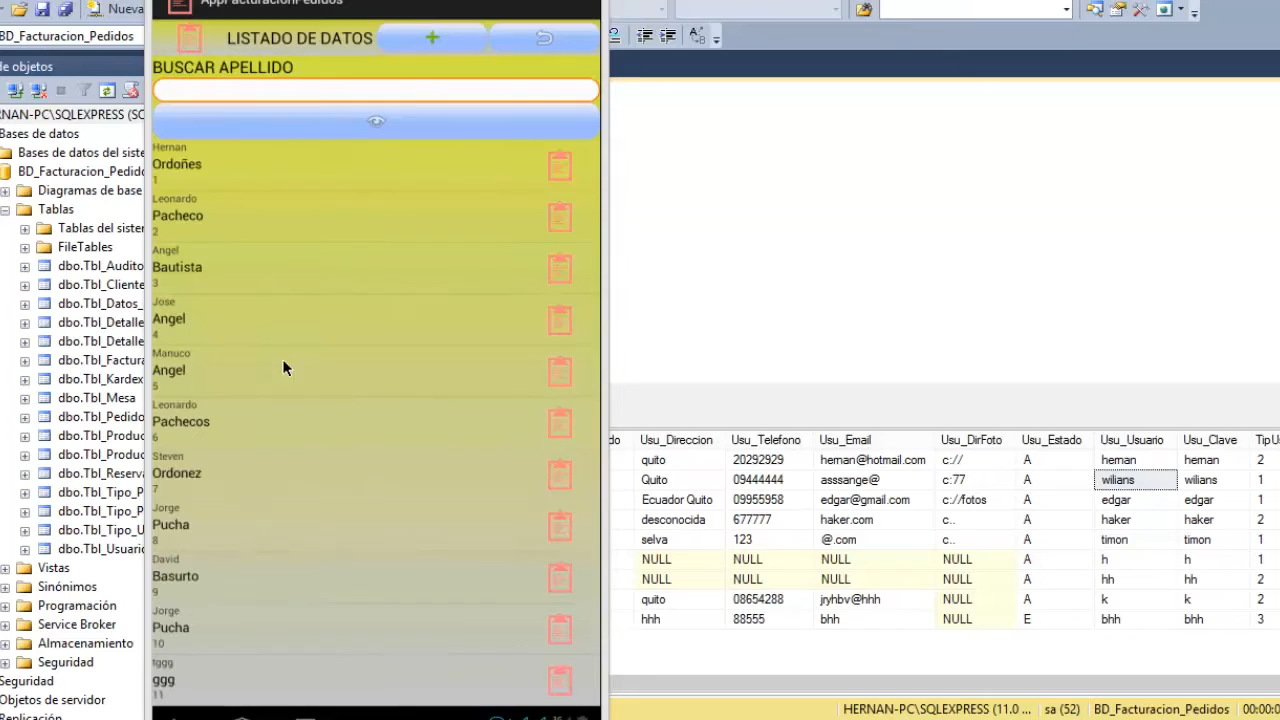 AppFacturacionPedidos
Nueva
BD_Facturacion_Pedidos
de objetos
RNAN-PC\SQLEXPRESS (SC
Bases de datos
Bases de datos del siste
BD_Facturacion_Pedido
Diagramas de base
Tablas
Tablas del sister
FileTables
dbo.Tbl_Audito
dbo.Tbl_Cliente
dbo.Tbl_Datos_
dbo.Tbl_Detalle
dbo.Tbl_Detalle
dbo.Tbl_Factura
dbo.Tbl_Kardex
dbo.Tbl_Mesa
dbo.Tbl_Pedido
dbo.Tbl_Produc
dbo.Tbl_Produc
dbo.Tbl_Reserva
dbo.Tbl_Tipo_P
dbo.Tbl_Tipo_P
dbo.Tbl_Tipo_U
dbo.Tbl_Usuario
Vistas
Sinónimos
Programación
Service Broker
Almacenamiento
Seguridad
Seguridad
Objetos de servidor
Replicación
LISTADO DE DATOS
BUSCAR APELLIDO
Hernan
Ordoñes
1
Leonardo
Pacheco
2
Angel
Bautista
3
Jose
Angel
4
Manuco
Angel
5
Leonardo
Pachecos
6
Steven
Ordonez
7
Jorge
Pucha
8
David
Basurto
9
Jorge
Pucha
10
tggg
ggg
11
do Usu_Direccion Usu_Telefono Usu_Email Usu_DirFoto Usu_Estado Usu_Usuario Usu_Clave TipU
quito 20292929 hernan@hotmail.com c:// A hernan hernan 2
Quito 09444444 asssange@ c:77 A wilians wilians 1
Ecuador Quito 09955958 edgar@gmail.com c://fotos A edgar edgar 1
desconocida 677777 haker.com c.. A haker haker 2
selva 123 @.com c.. A timon timon 1
NULL NULL NULL NULL A h h 1
NULL NULL NULL NULL A hh hh 2
quito 08654288 jryhbv@hhh NULL A k k 2
hhh 88555 bhh NULL E bhh bhh 3
HERNAN-PC\SQLEXPRESS (11.0 ... sa (52) BD_Facturacion_Pedidos 00:00:0